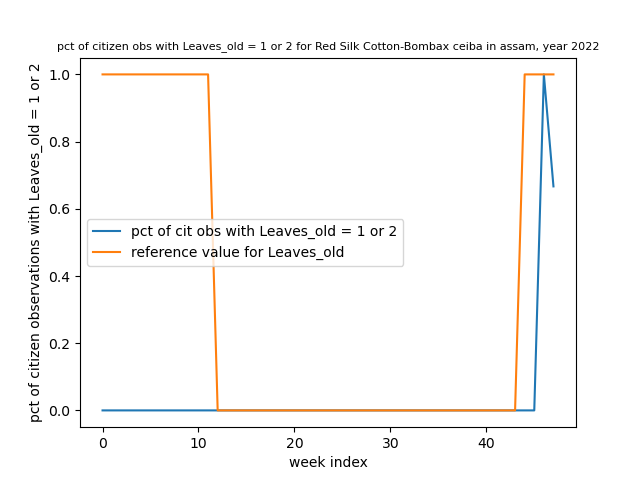 pct of citizen obs with Leaves_old = 1 or 2 for Red Silk Cotton-Bombax ceiba in assam, year 2022
pct of citizen observations with Leaves_old = 1 or 2
1.0
0.8
0.6
0.4
0.2
0.0
pct of cit obs with Leaves_old = 1 or 2
reference value for Leaves_old
0 10 20 30 40
week index